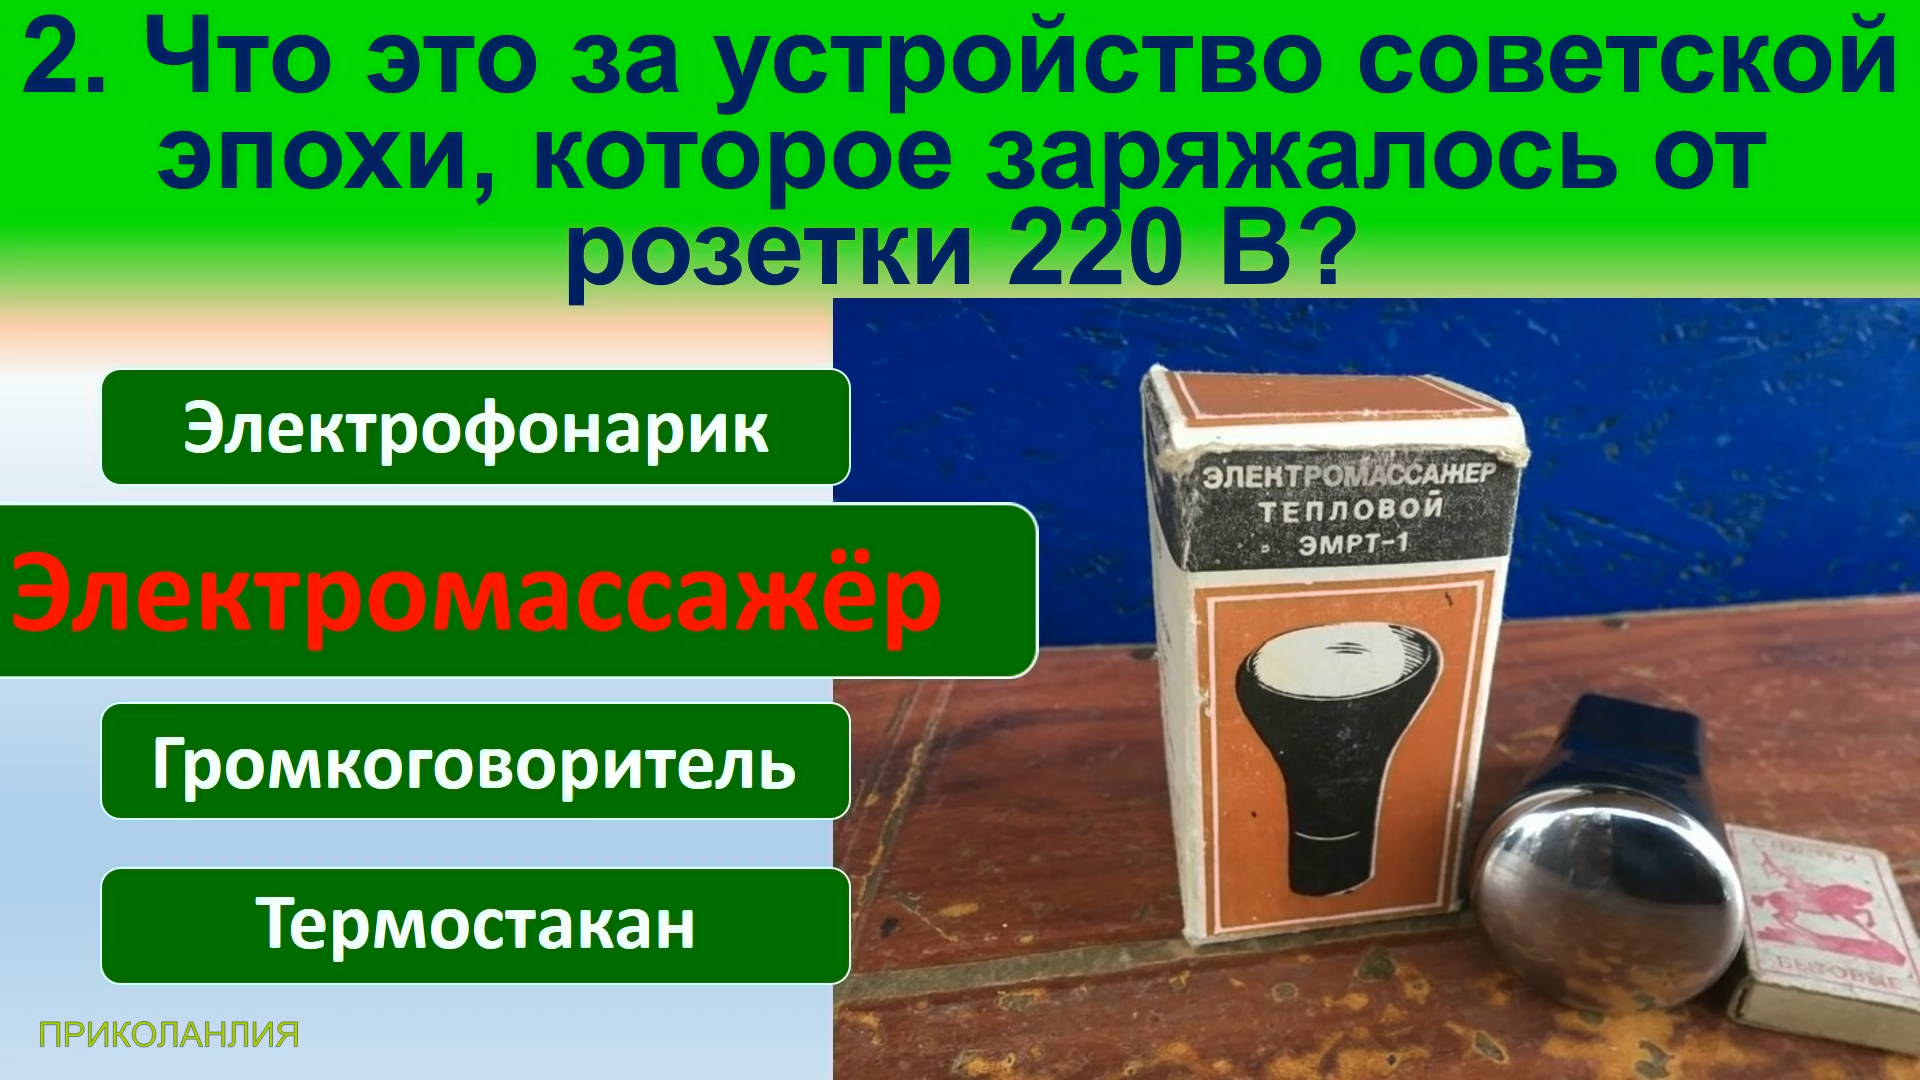 2. Что это за устройство советской
эпохи, которое заряжалось от
розетки 220 В?
Электрофонарик
Электромассажёр
Громкоговоритель
Термостакан
ЭЛЕКТРОМАССАЖЕР
ТЕПЛОВОЙ
ЭМРТ-1
СПИЧКИ
БЫТОВЫЕ
ПРИКОЛАНЛИЯ